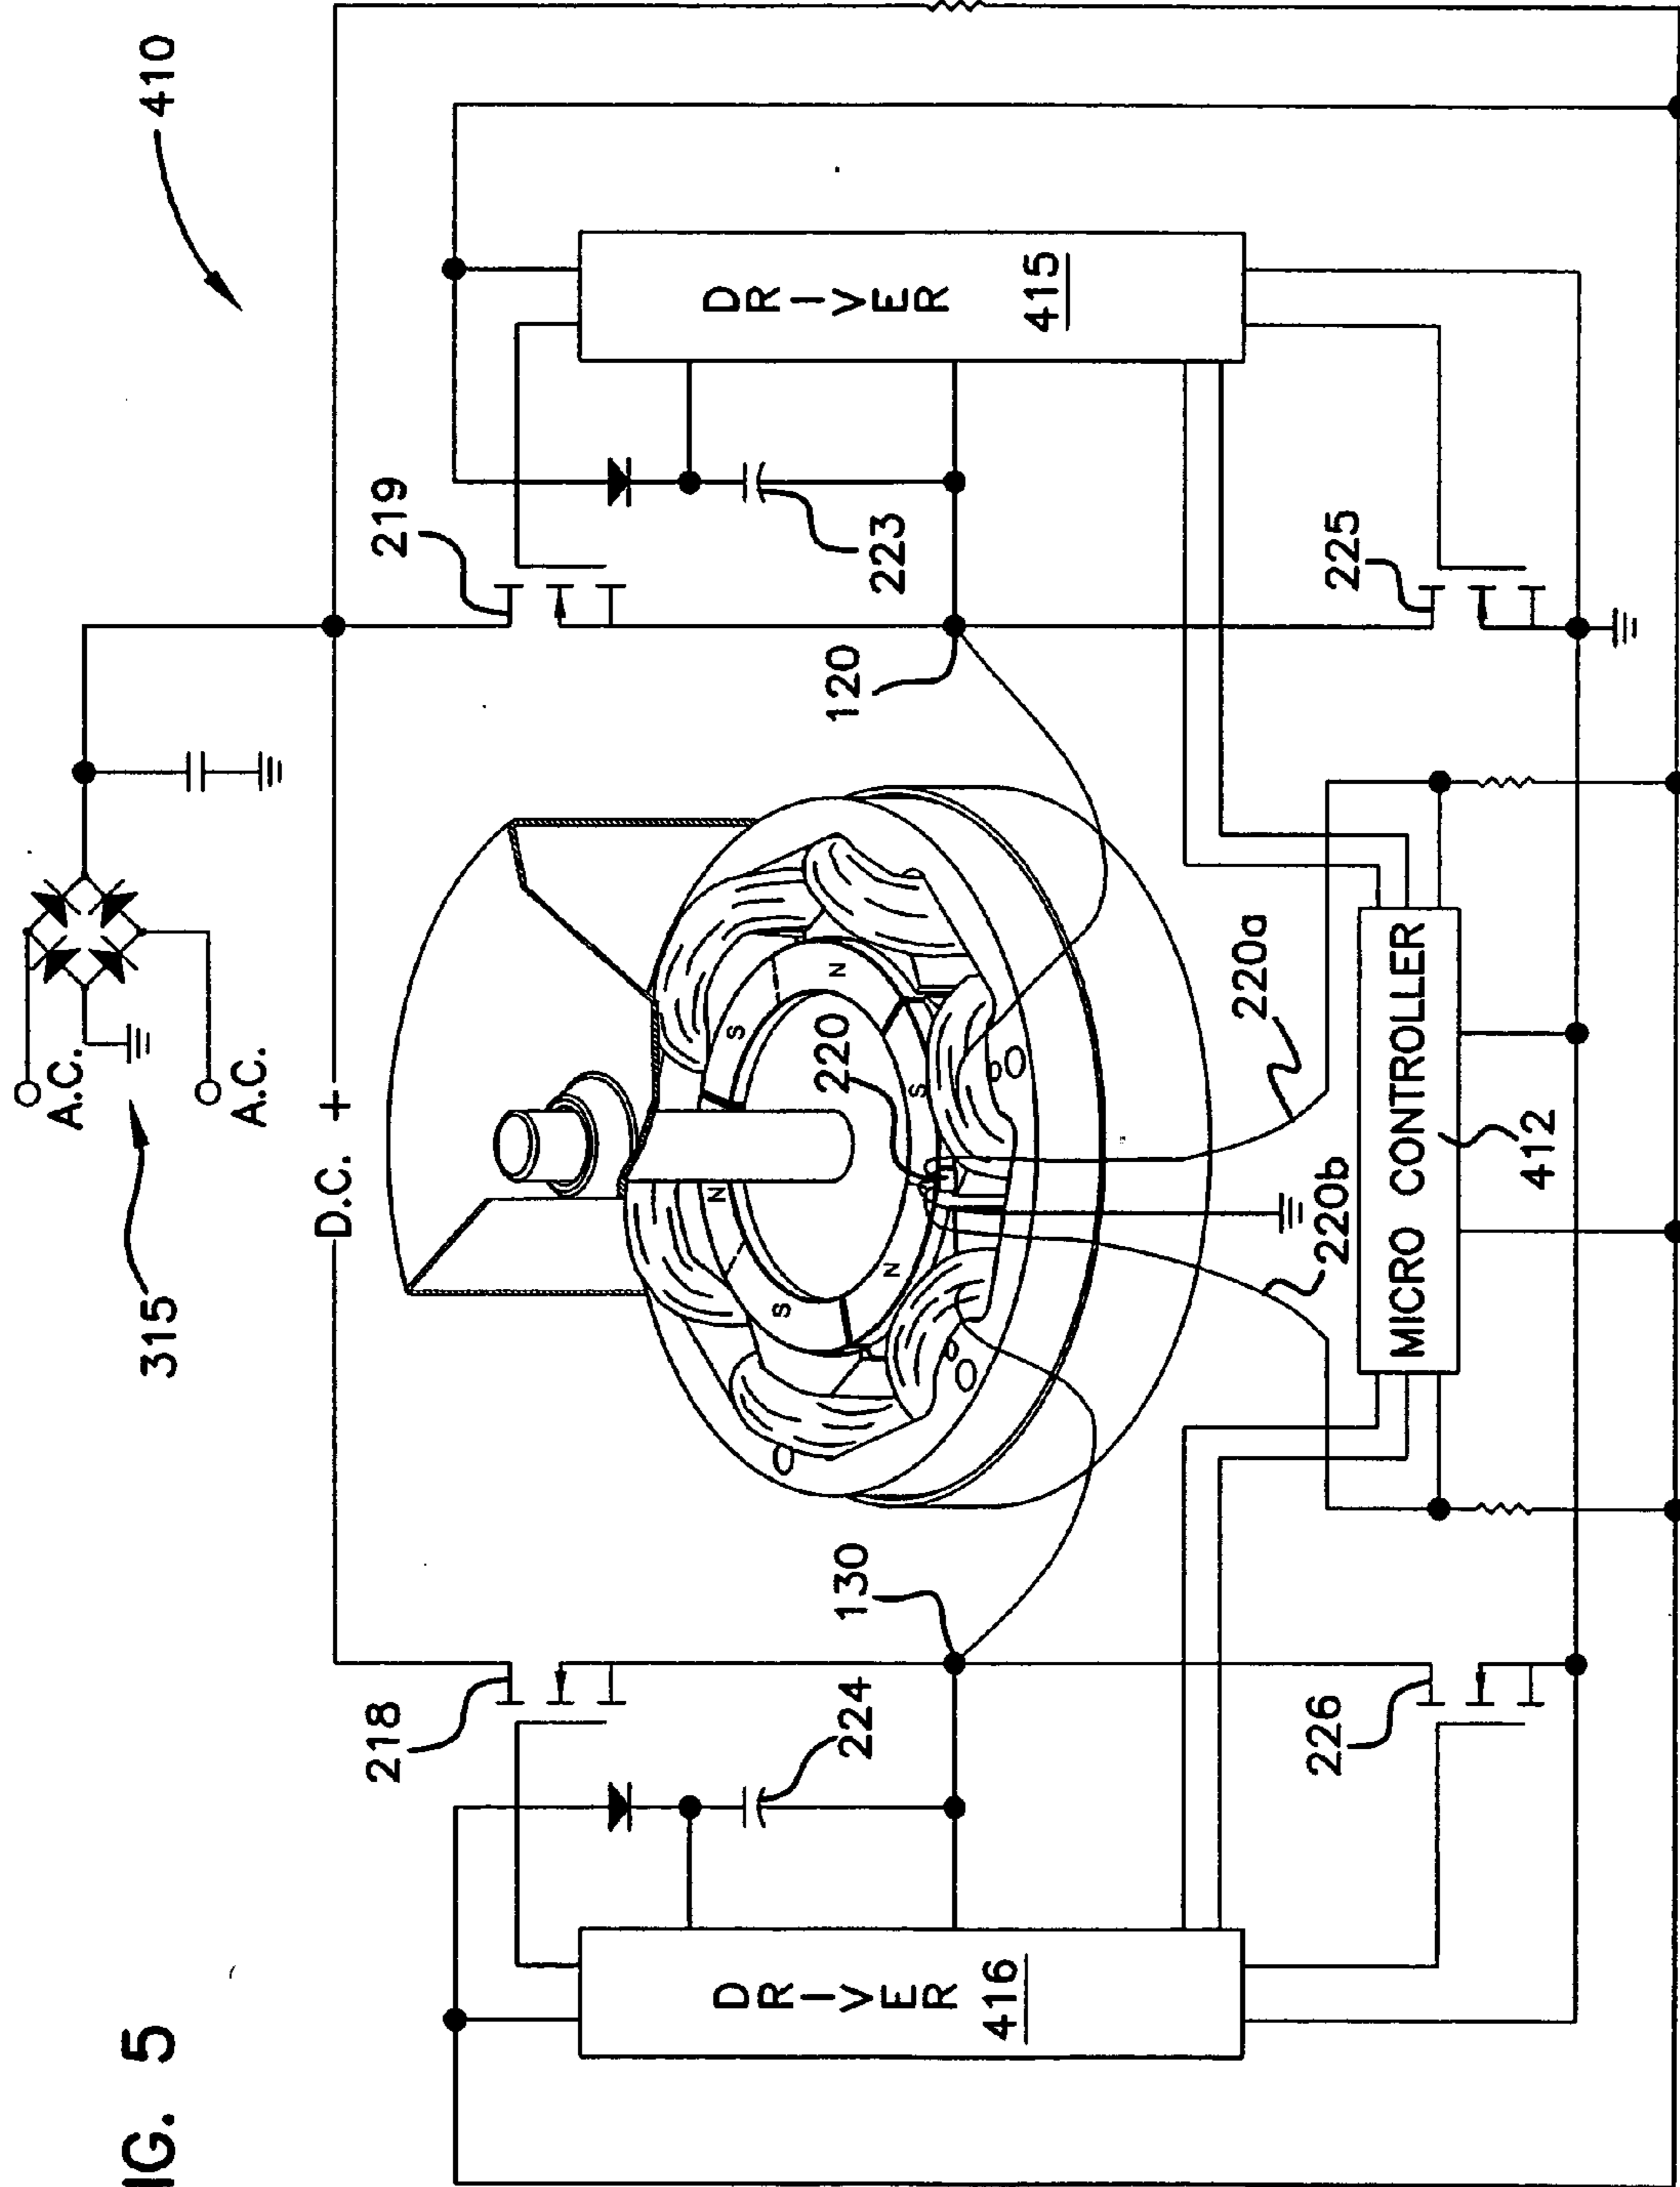 IG. 5
315
410
A.C.
A.C.
D.C. +
218
219
DRIVER
416
224
130
N
S
S
N
N
S
220
120
223
DRIVER
415
226
220b
220a
225
MICRO CONTROLLER
412